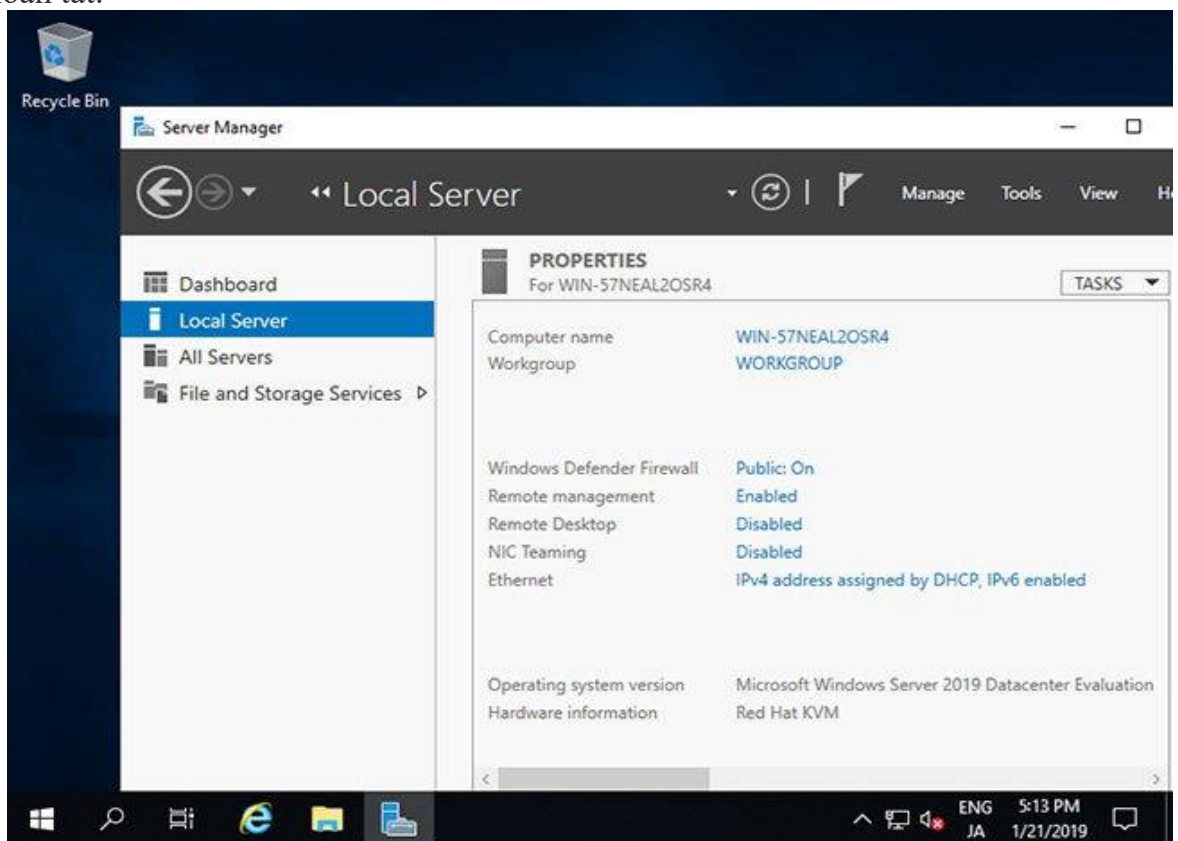 Recycle Bin
Server Manager
Local Server
Manage Tools View
Dashboard
Local Server
All Servers
File and Storage Services
PROPERTIES
For WIN-57NEAL2OSR4
TASKS
Computer name WIN-57NEAL2OSR4
Workgroup WORKGROUP
Windows Defender Firewall Public: On
Remote management Enabled
Remote Desktop Disabled
NIC Teaming Disabled
Ethernet IPv4 address assigned by DHCP, IPv6 enabled
Operating system version Microsoft Windows Server 2019 Datacenter Evaluation
Hardware information Red Hat KVM
ENG 5:13 PM
JA 1/21/2019